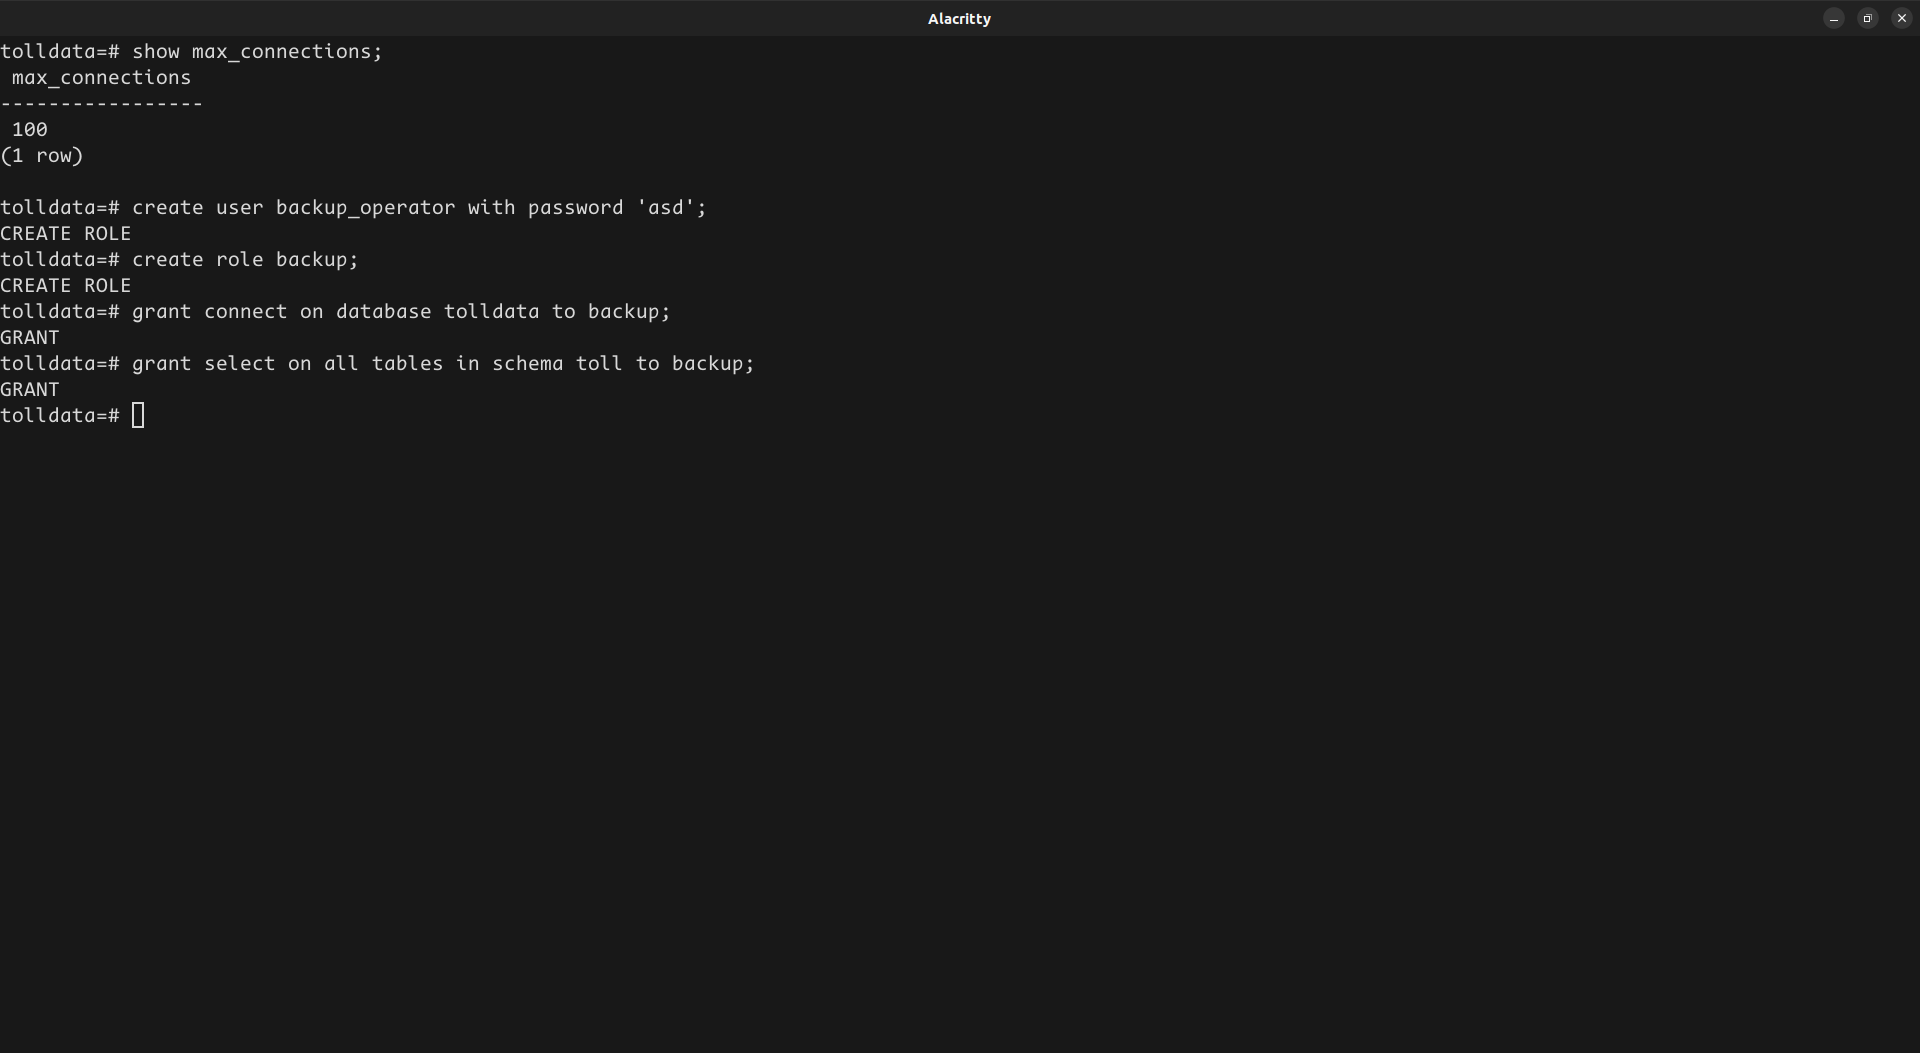 Alacritty
tolldata=# show max_connections;
 max_connections
-----------------
 100
(1 row)

tolldata=# create user backup_operator with password 'asd';
CREATE ROLE
tolldata=# create role backup;
CREATE ROLE
tolldata=# grant connect on database tolldata to backup;
GRANT
tolldata=# grant select on all tables in schema toll to backup;
GRANT
tolldata=#